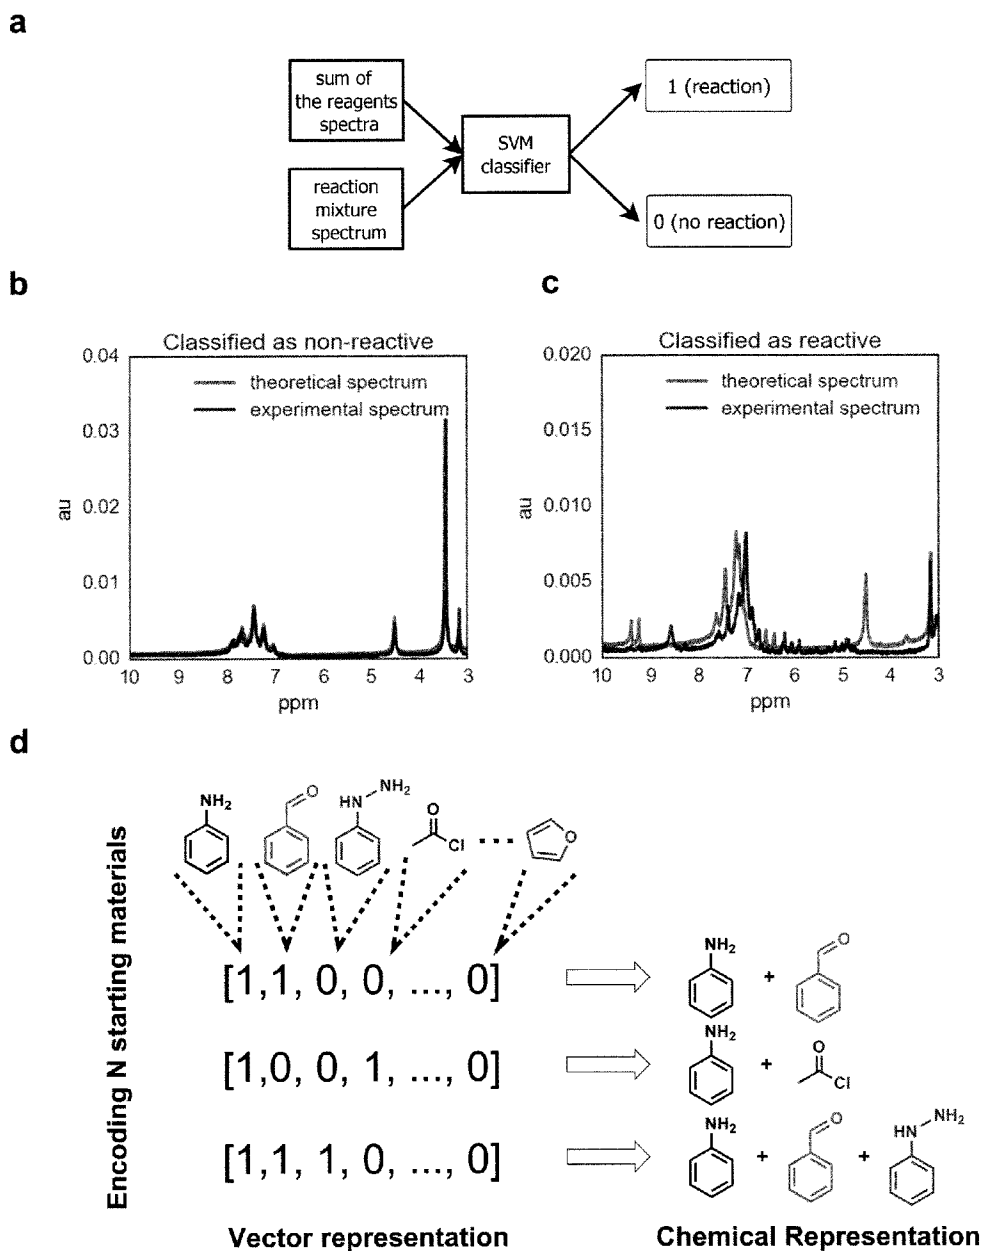 a
sum of
the reagents
spectra
reaction
mixture
spectrum
SVM
classifier
1 (reaction)
0 (no reaction)
b
Classified as non-reactive
theoretical spectrum
experimental spectrum
0.04
0.03
0.02
0.01
0.00
au
10 9 8 7 6 5 4 3
ppm
c
Classified as reactive
theoretical spectrum
experimental spectrum
0.020
0.015
0.010
0.005
0.000
au
10 9 8 7 6 5 4 3
ppm
d
Encoding N starting materials
NH2 O HN NH2 O Cl O
[1,1, 0, 0, ..., 0]
NH2 + O
[1,0, 0, 1, ..., 0]
NH2 + O Cl
[1,1, 1, 0, ..., 0]
NH2 + O + HN NH2
Vector representation
Chemical Representation